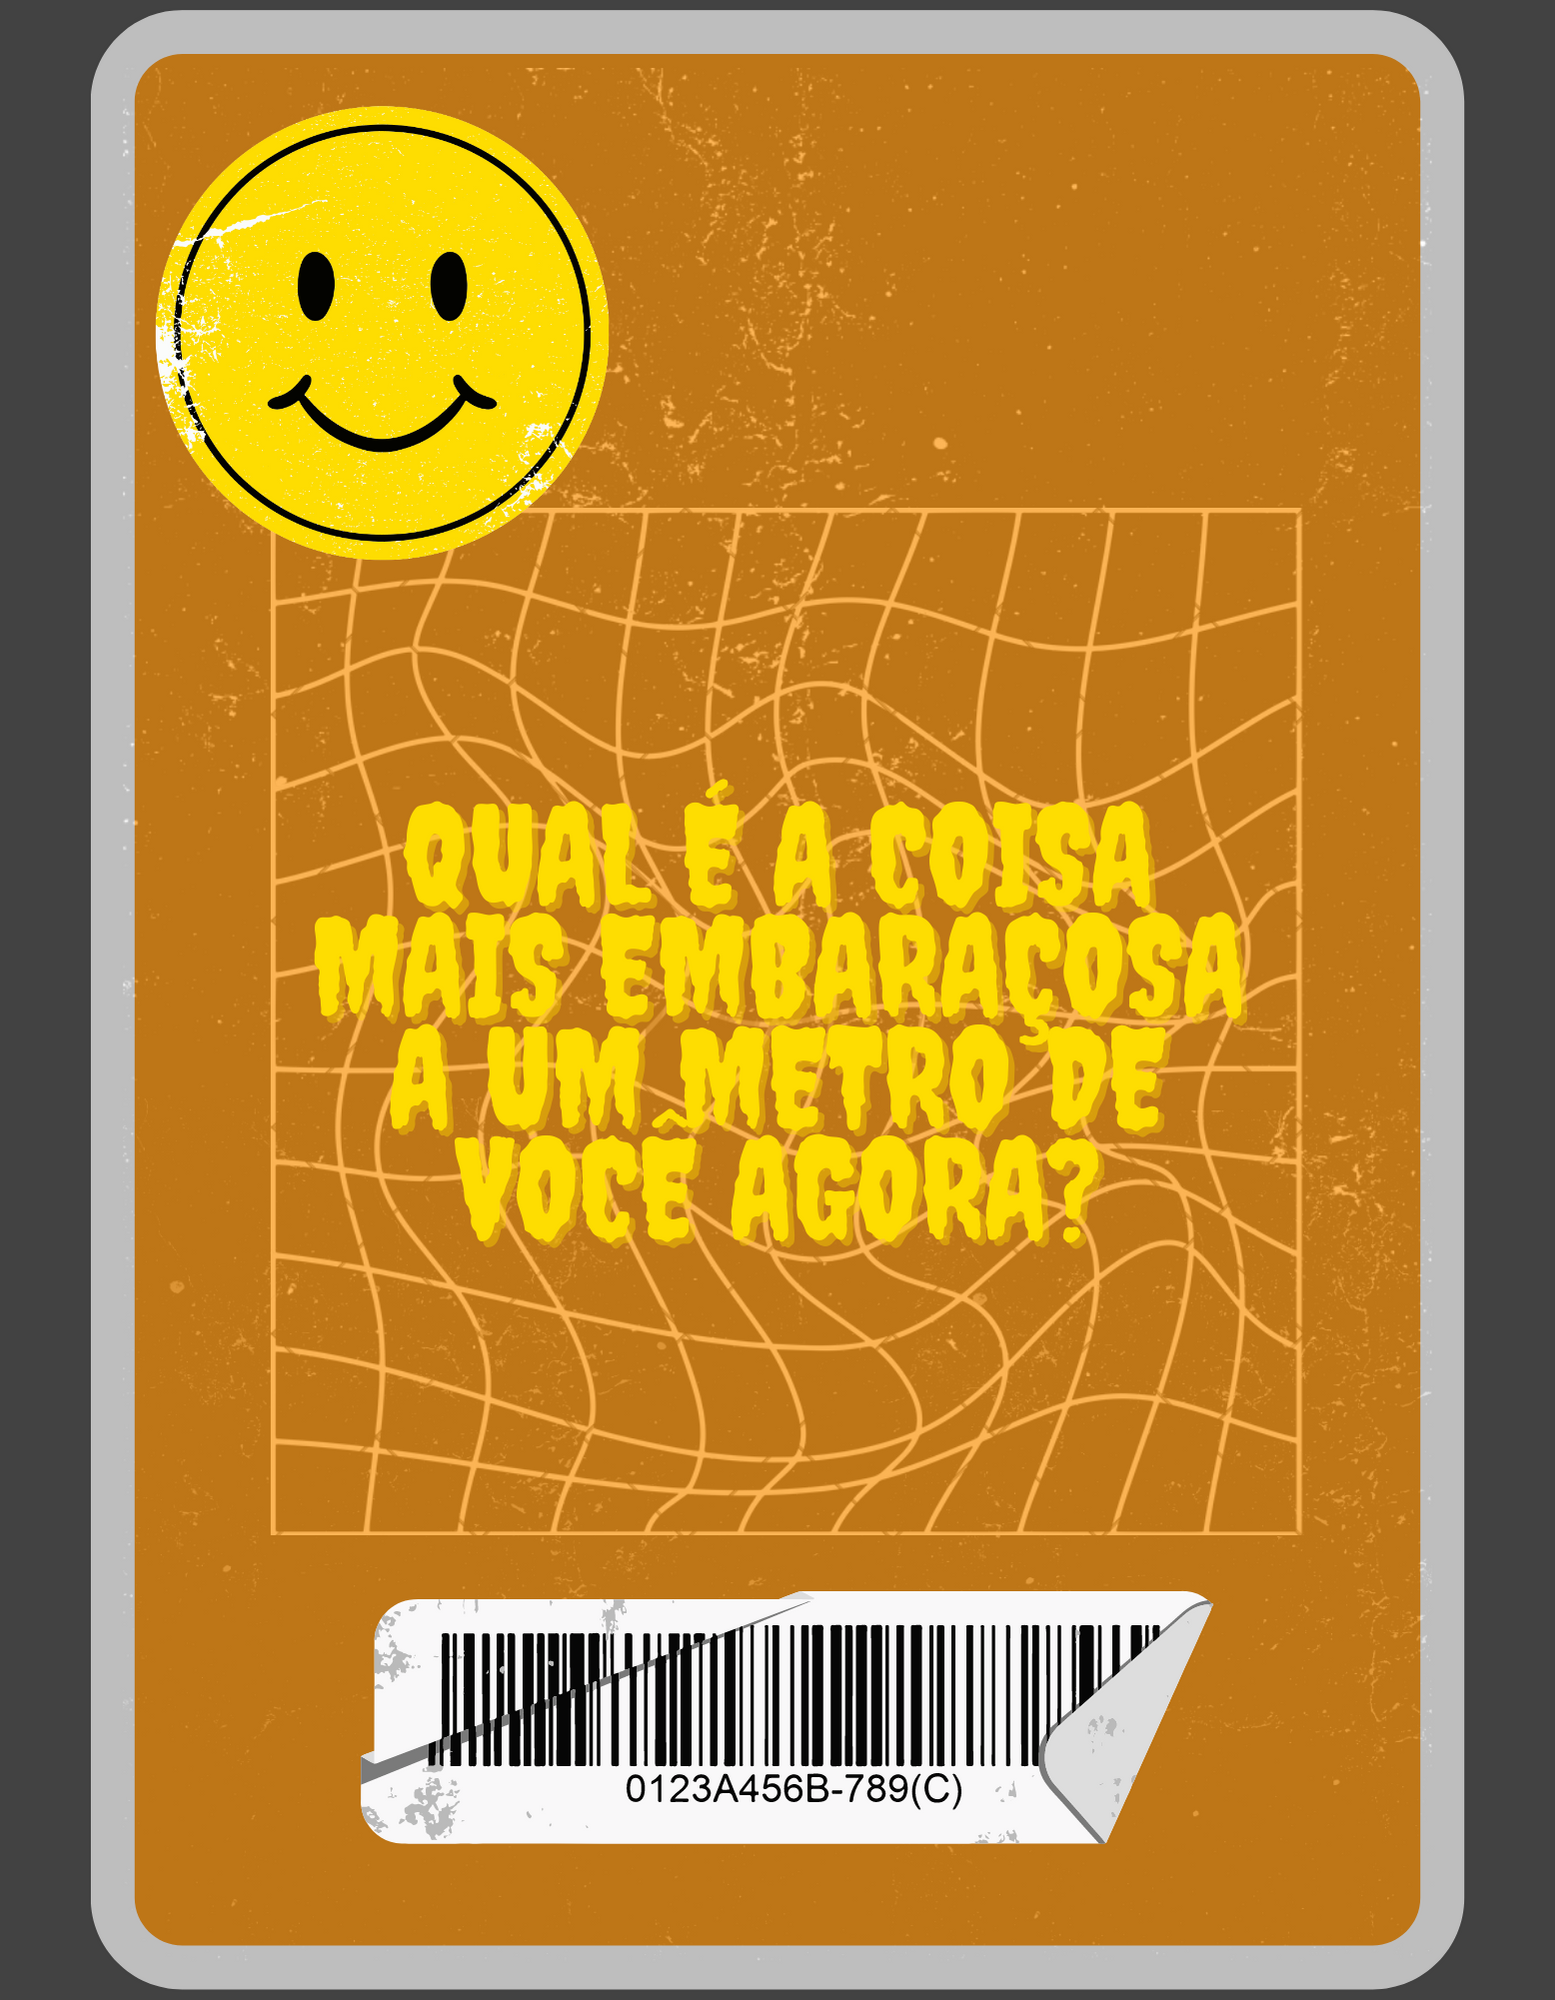 QUAL É A COISA
MAIS EMBARAÇOSA
A UM METRO DE
VOCÊ AGORA?
0123A456B-789(C)